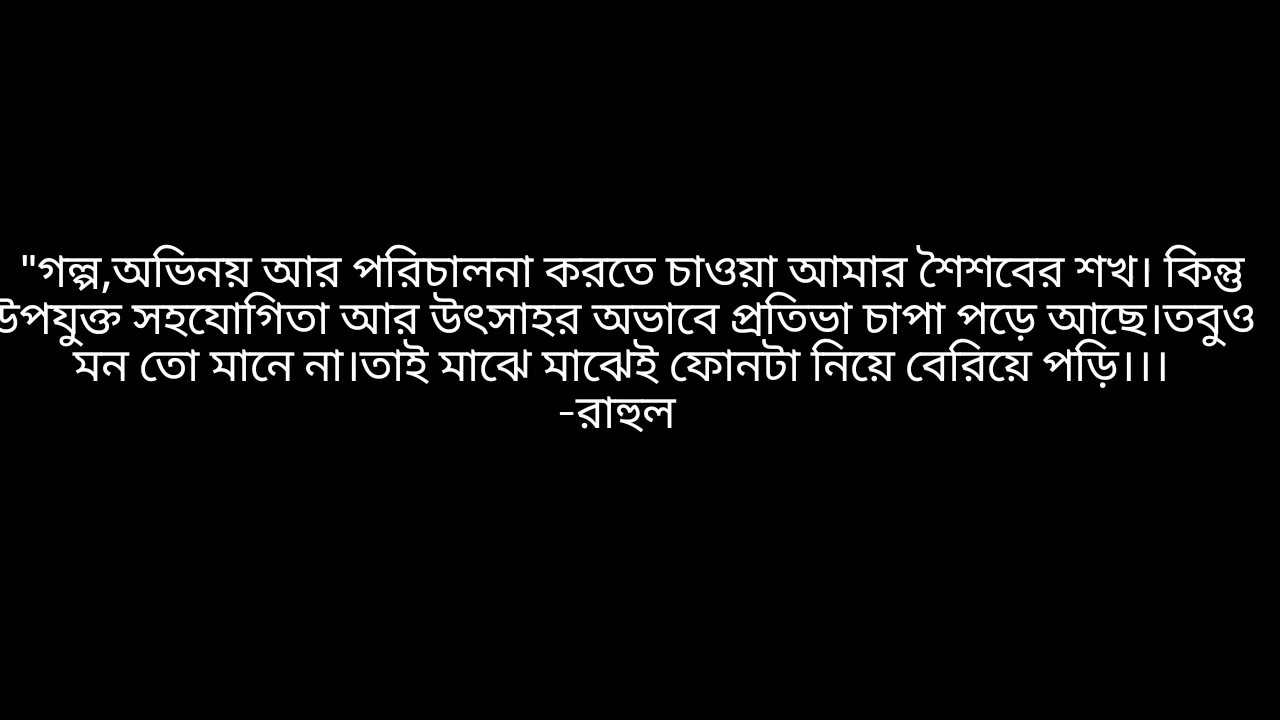 "গল্প,অভিনয় আর পরিচালনা করতে চাওয়া আমার শৈশবের শখ। কিন্তু
উপযুক্ত সহযোগিতা আর উৎসাহর অভাবে প্রতিভা চাপা পড়ে আছে।তবুও
মন তো মানে না।তাই মাঝে মাঝেই ফোনটা নিয়ে বেরিয়ে পড়ি।।।
-রাহুল